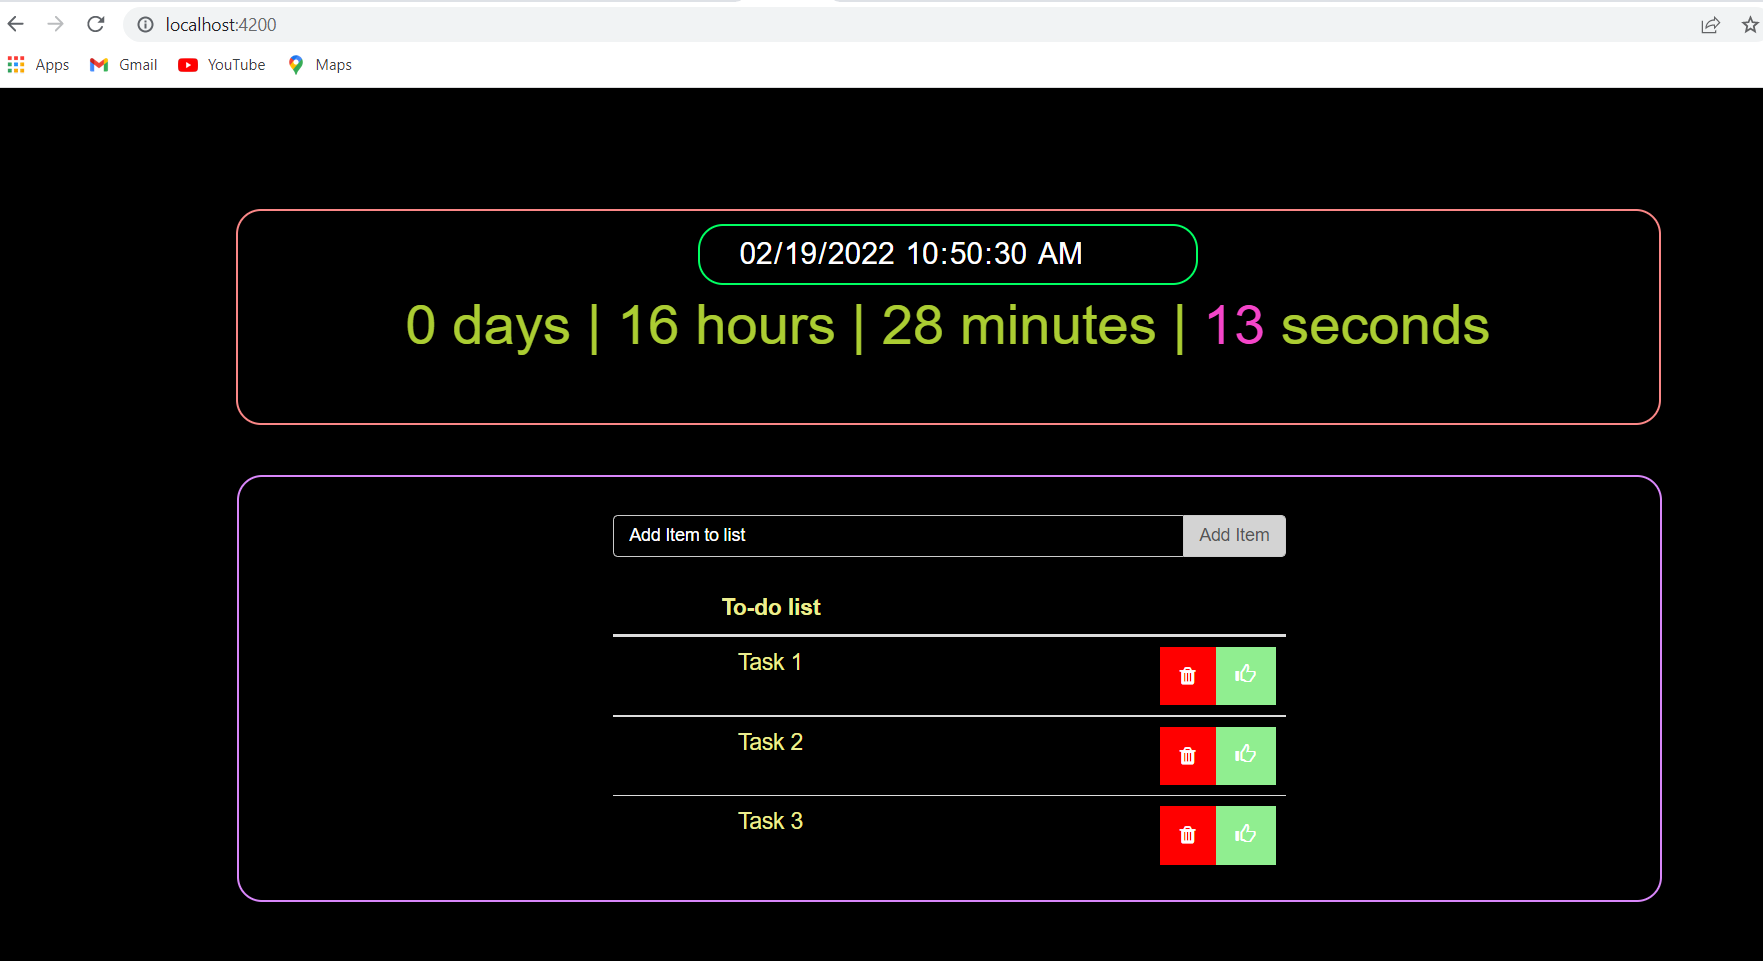 localhost:4200
Apps Gmail YouTube Maps
02/19/2022 10:50:30 AM
0 days | 16 hours | 28 minutes | 13 seconds
Add Item to list Add Item
To-do list
Task 1
Task 2
Task 3